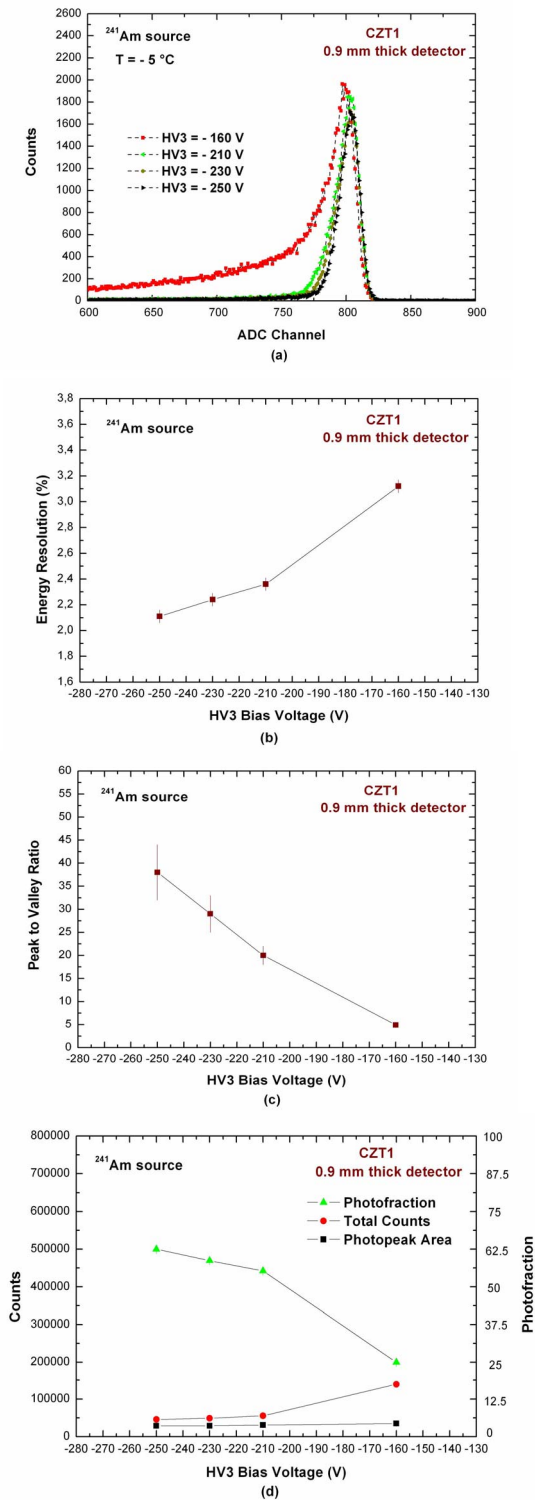 2600
2400
2200
2000
1800
1600
1400
1200
1000
800
600
400
200
0
Counts
241Am source
T = - 5 °C
CZT1
0.9 mm thick detector
HV3 = - 160 V
HV3 = - 210 V
HV3 = - 230 V
HV3 = - 250 V
600 650 700 750 800 850 900
ADC Channel
(a)
3,8
3,6
3,4
3,2
3,0
2,8
2,6
2,4
2,2
2,0
1,8
1,6
Energy Resolution (%)
241Am source
CZT1
0.9 mm thick detector
-280 -270 -260 -250 -240 -230 -220 -210 -200 -190 -180 -170 -160 -150 -140 -130
HV3 Bias Voltage (V)
(b)
60
55
50
45
40
35
30
25
20
15
10
5
0
Peak to Valley Ratio
241Am source
CZT1
0.9 mm thick detector
-280 -270 -260 -250 -240 -230 -220 -210 -200 -190 -180 -170 -160 -150 -140 -130
HV3 Bias Voltage (V)
(c)
800000
700000
600000
500000
400000
300000
200000
100000
0
Counts
241Am source
CZT1
0.9 mm thick detector
Photofraction
Total Counts
Photopeak Area
100
87.5
75
62.5
50
37.5
25
12.5
0
Photofraction
-280 -270 -260 -250 -240 -230 -220 -210 -200 -190 -180 -170 -160 -150 -140 -130
HV3 Bias Voltage (V)
(d)